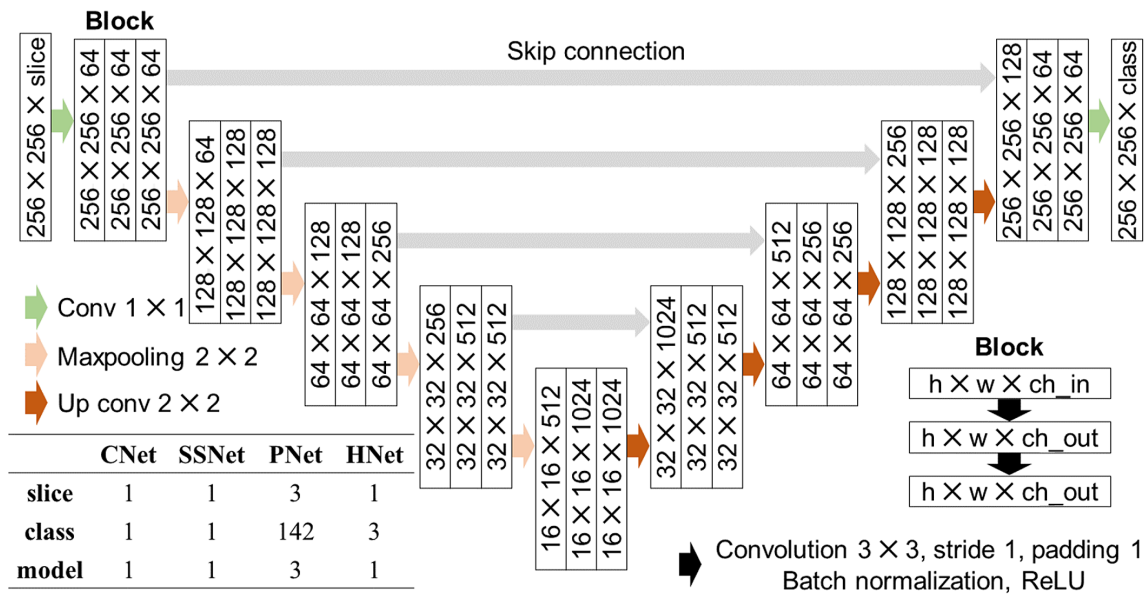 Block
256 × 256 × slice
256 × 256 × 64
256 × 256 × 64
256 × 256 × 64
Skip connection
256 × 256 × 128
256 × 256 × 64
256 × 256 × 64
256 × 256 × class
128 × 128 × 64
128 × 128 × 128
128 × 128 × 128
128 × 128 × 256
128 × 128 × 128
128 × 128 × 128
64 × 64 × 128
64 × 64 × 128
64 × 64 × 256
64 × 64 × 512
64 × 64 × 256
64 × 64 × 256
32 × 32 × 256
32 × 32 × 512
32 × 32 × 512
32 × 32 × 1024
32 × 32 × 512
32 × 32 × 512
16 × 16 × 512
16 × 16 × 1024
16 × 16 × 1024
Conv 1 × 1
Maxpooling 2 × 2
Up conv 2 × 2
CNet SSNet PNet HNet
slice 1 1 3 1
class 1 1 142 3
model 1 1 3 1
Block
h × w × ch_in
h × w × ch_out
h × w × ch_out
Convolution 3 × 3, stride 1, padding 1
Batch normalization, ReLU